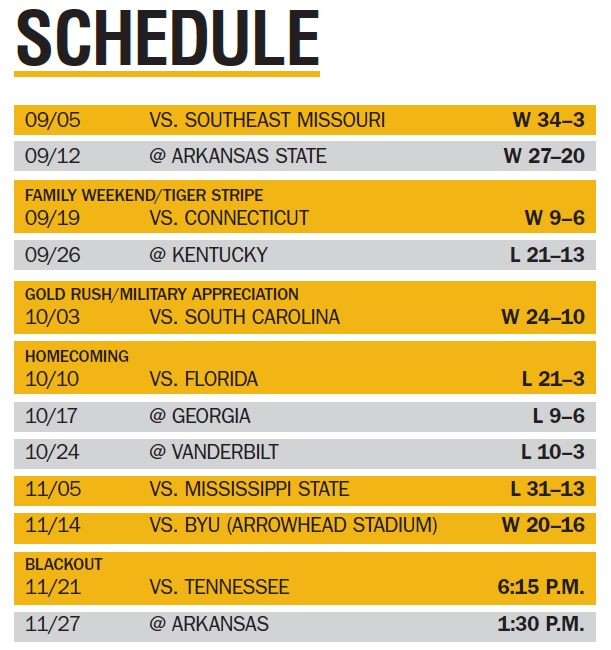 SCHEDULE
09/05 VS. SOUTHEAST MISSOURI W 34–3
09/12 @ ARKANSAS STATE W 27–20
FAMILY WEEKEND/TIGER STRIPE
09/19 VS. CONNECTICUT W 9–6
09/26 @ KENTUCKY L 21–13
GOLD RUSH/MILITARY APPRECIATION
10/03 VS. SOUTH CAROLINA W 24–10
HOMECOMING
10/10 VS. FLORIDA L 21–3
10/17 @ GEORGIA L 9–6
10/24 @ VANDERBILT L 10–3
11/05 VS. MISSISSIPPI STATE L 31–13
11/14 VS. BYU (ARROWHEAD STADIUM) W 20–16
BLACKOUT
11/21 VS. TENNESSEE 6:15 P.M.
11/27 @ ARKANSAS 1:30 P.M.